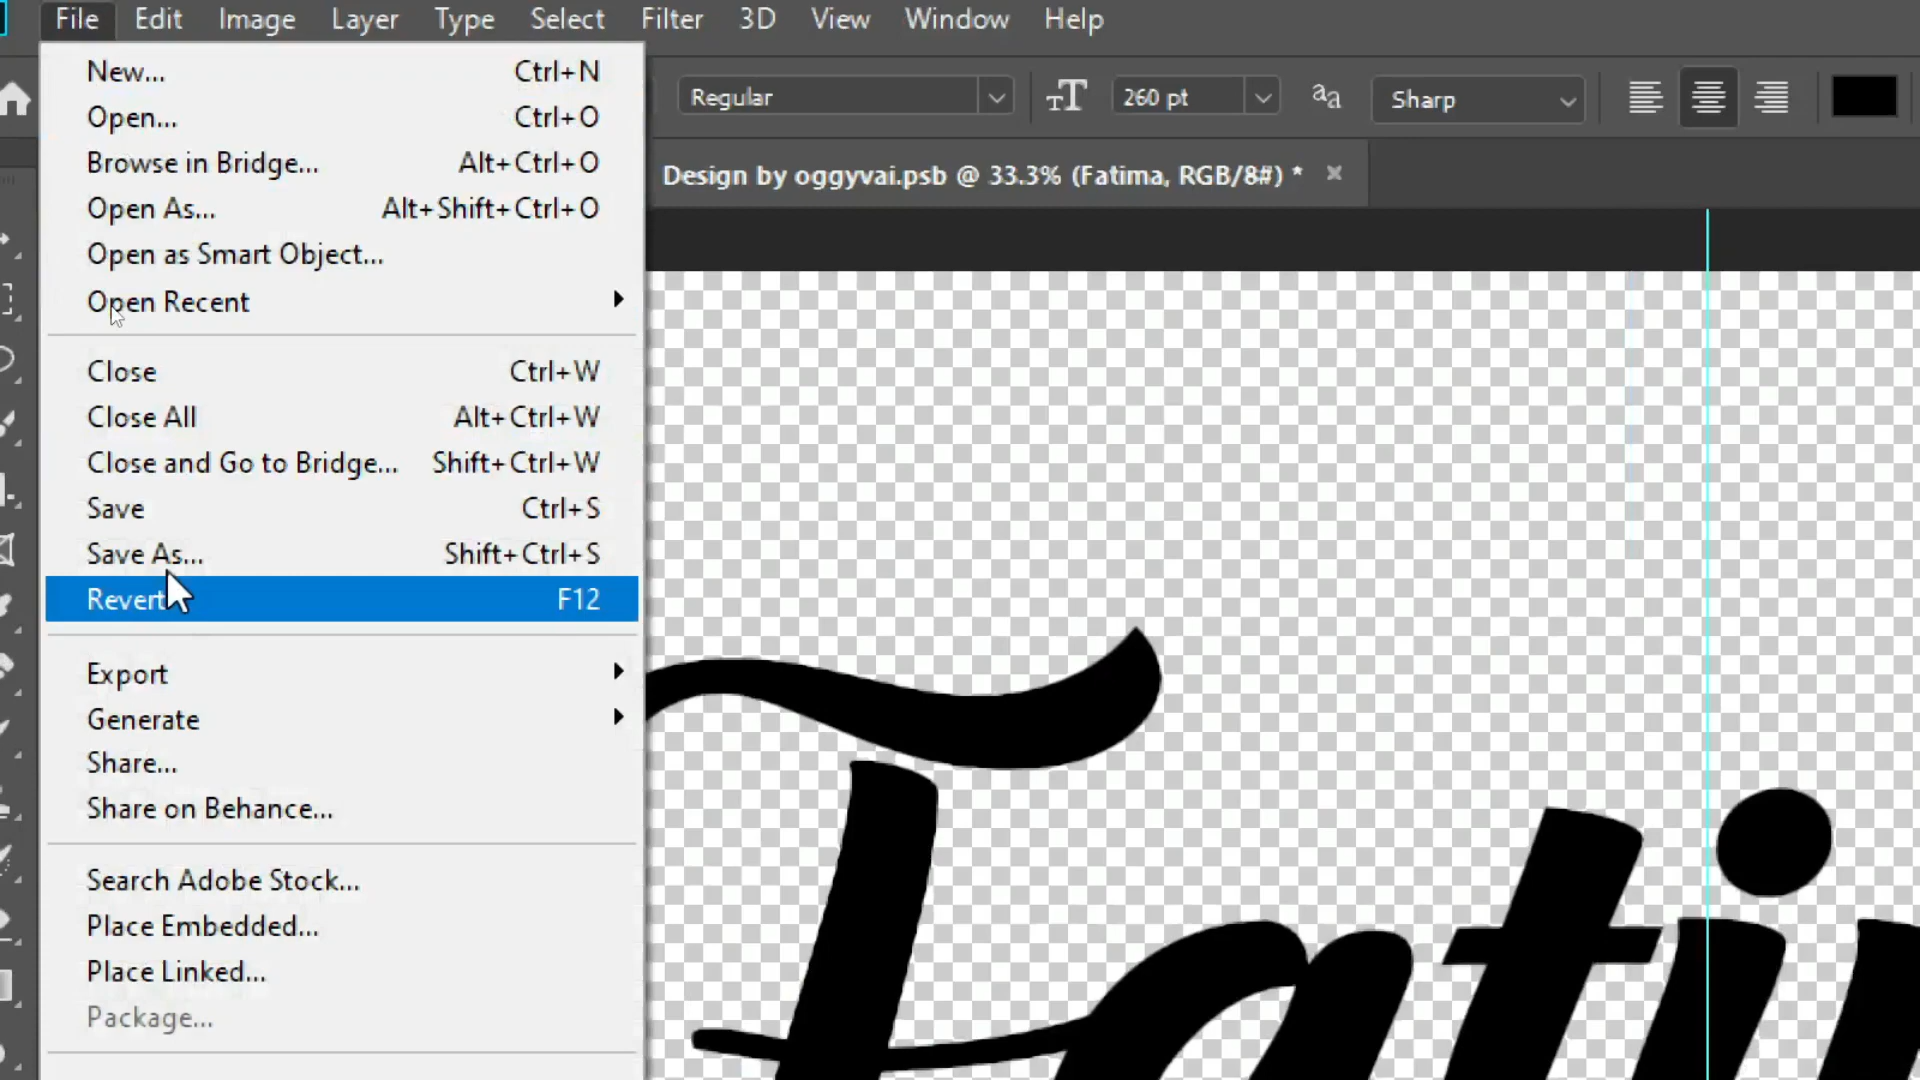 File Edit Image Layer Type Select Filter 3D View Window Help
Regular 260 pt Sharp
Design by oggyvai.psb @ 33.3% (Fatima, RGB/8#) *
New... Ctrl+N
Open... Ctrl+O
Browse in Bridge... Alt+Ctrl+O
Open As... Alt+Shift+Ctrl+O
Open as Smart Object...
Open Recent
Close Ctrl+W
Close All Alt+Ctrl+W
Close and Go to Bridge... Shift+Ctrl+W
Save Ctrl+S
Save As... Shift+Ctrl+S
Revert F12
Export
Generate
Share...
Share on Behance...
Search Adobe Stock...
Place Embedded...
Place Linked...
Package...
Fati